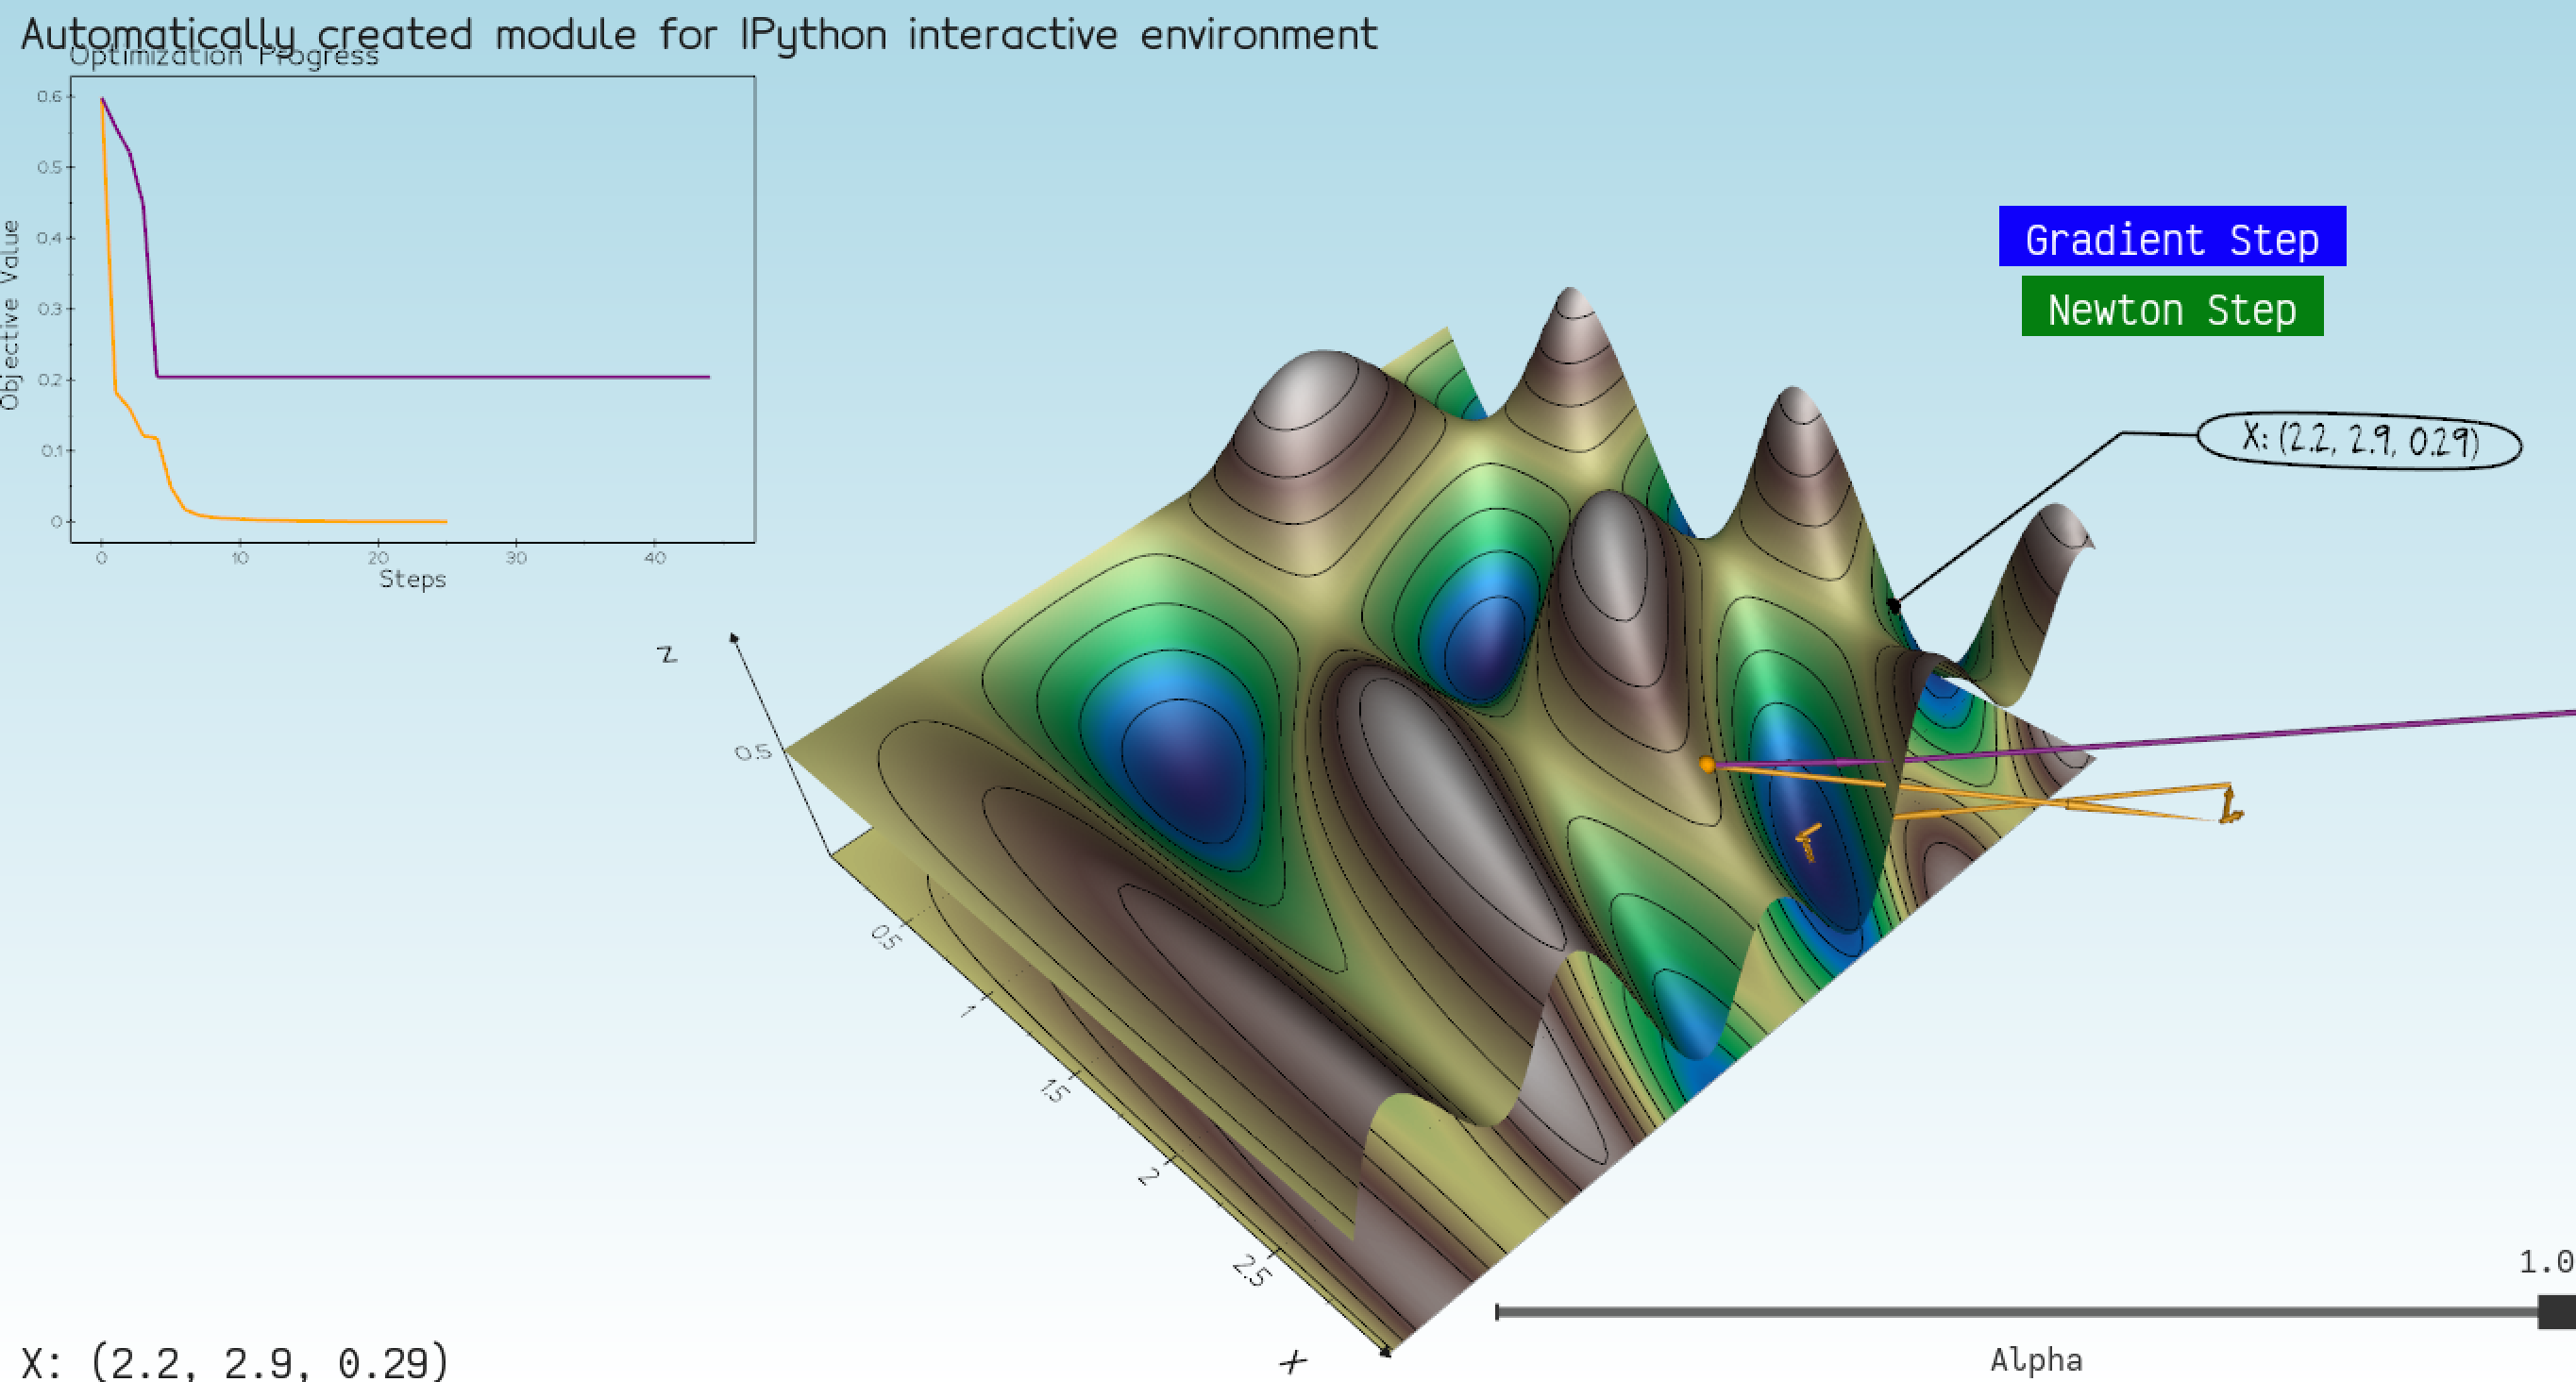 Automatically created module for IPython interactive environment
Optimization Progress
0.6
0.5
0.4
0.3
0.2
0.1
0
Objective Value
0 10 20 30 40
Steps
Gradient Step
Newton Step
X: (2.2, 2.9, 0.29)
z
0.5
0.5
1
1.5
2
2.5
x
1.0
Alpha
X: (2.2, 2.9, 0.29)